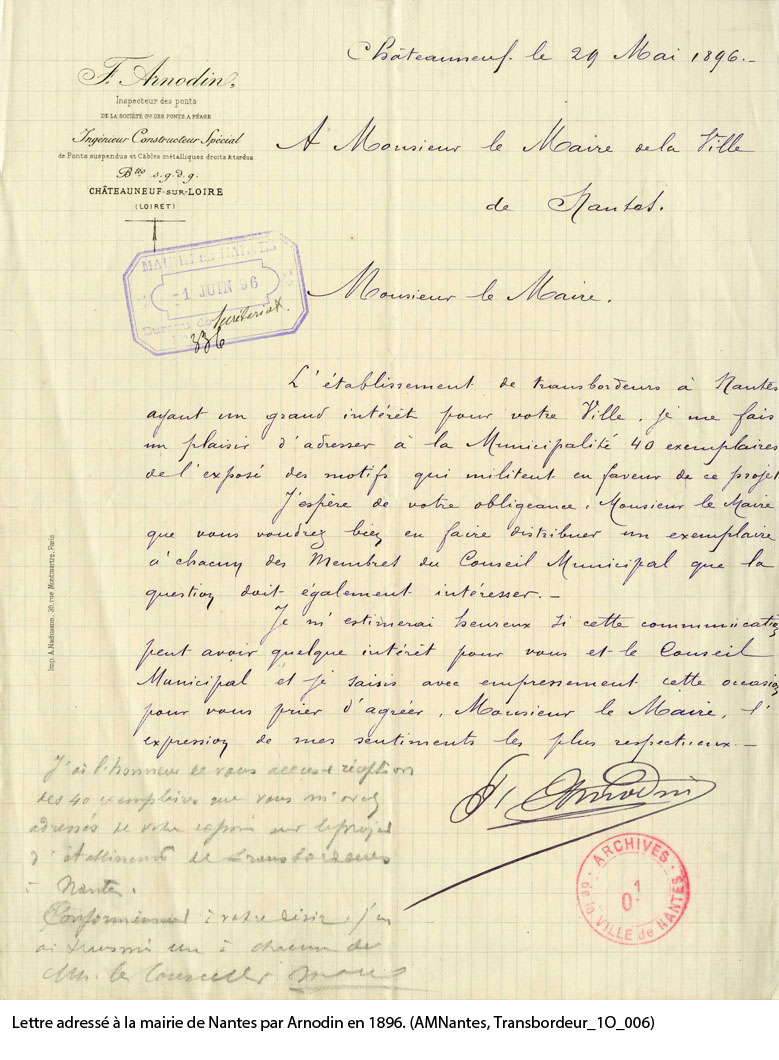 F. Arnodin,
Inspecteur des ponts
DE LA SOCIÉTÉ Gle DES PONTS A PÉAGE
Ingénieur Constructeur Spécial
de Ponts suspendus et Câbles métalliques droits & tordus
Btés s.g.d.g.
CHÂTEAUNEUF-SUR-LOIRE
(LOIRET)
Châteauneuf. le 29 Mai 1896.-
A Monsieur le Maire de la Ville
de Nantes.
MAIRIE DE NANTES
-1 JUIN 96
Bureau du Secrétariat
336
Monsieur le Maire.
L'établissement de transbordeurs à Nantes
ayant un grand intérêt pour votre Ville, je me fais
un plaisir d'adresser à la Municipalité 40 exemplaires
de l'exposé des motifs qui militent en faveur de ce projet
J'espère de votre obligeance, Monsieur le Maire
que vous voudrez bien en faire distribuer un exemplaire
à chacun des Membres du Conseil Municipal que la
question doit également intéresser.-
Je m'estimerai heureux si cette communication
peut avoir quelque intérêt pour vous et le Conseil
Municipal et je saisis avec empressement cette occasion
pour vous prier d'agréer, Monsieur le Maire, l'
expression de mes sentiments les plus respectueux.-
F. Arnodin
Imp. A. Nachmann, 39, rue Montmartre, Paris
J'ai l'honneur de vous accuser réception
des 40 exemplaires que vous m'avez
adressés de votre exposé sur le projet
d'établissement de transbordeurs
à Nantes.
Conformément à votre désir, j'en
ai transmis un à chacun de
MM. les Conseillers
ARCHIVES
de la VILLE de NANTES
1
O
Lettre adressé à la mairie de Nantes par Arnodin en 1896. (AMNantes, Transbordeur_1O_006)